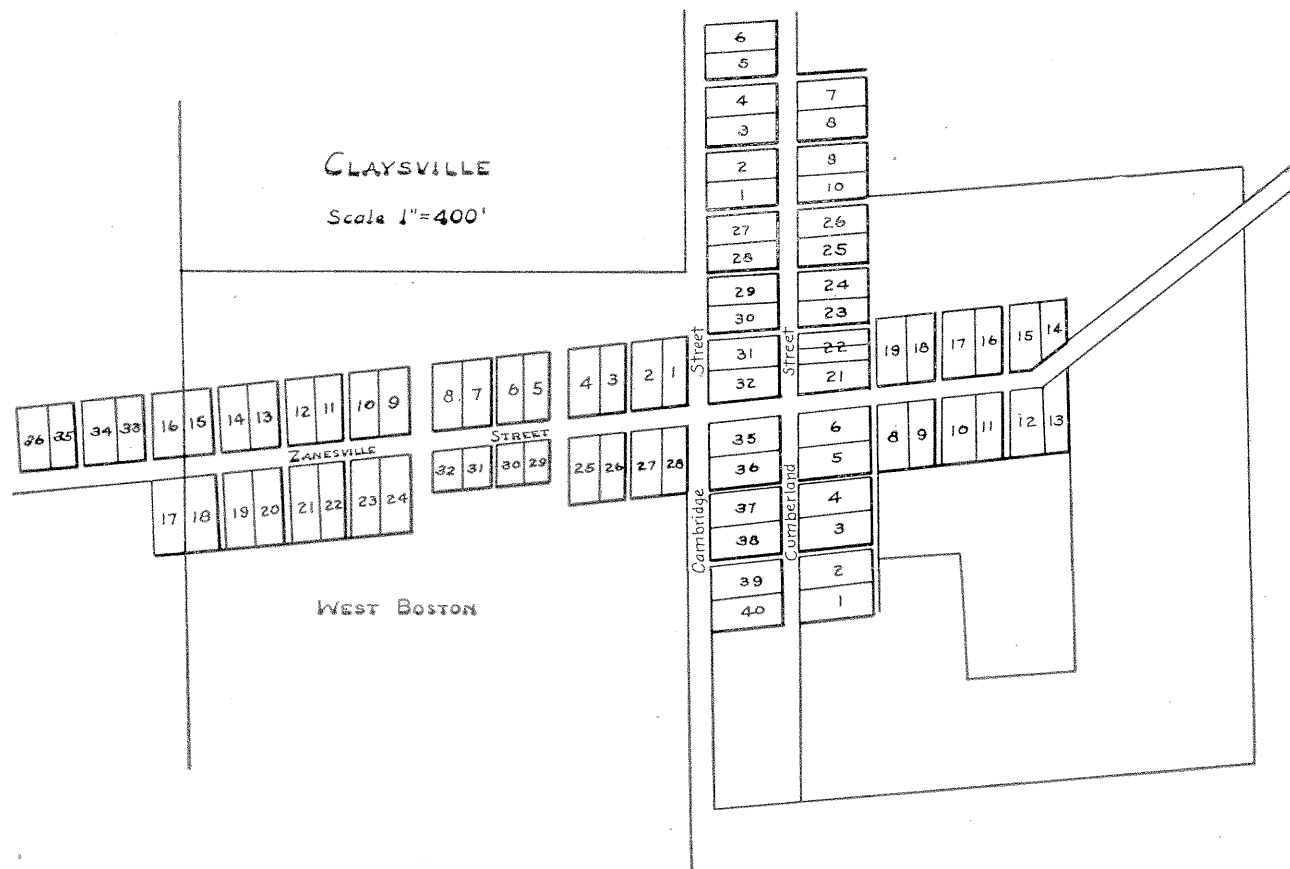 CLAYSVILLE
Scale 1"=400'
6
5
4
3
2
1
27
28
29
30
31
32
7
8
9
10
26
25
24
23
22
21
Street
Street
19 18 17 16 15 14
36 35 34 33 16 15 14 13 12 11 10 9 8 7 6 5 4 3 2 1
ZANESVILLE STREET
17 18 19 20 21 22 23 24 32 31 30 29 25 26 27 28
35
36
37
38
39
40
6
5
4
3
2
1
8 9 10 11 12 13
Cambridge
Cumberland
WEST BOSTON